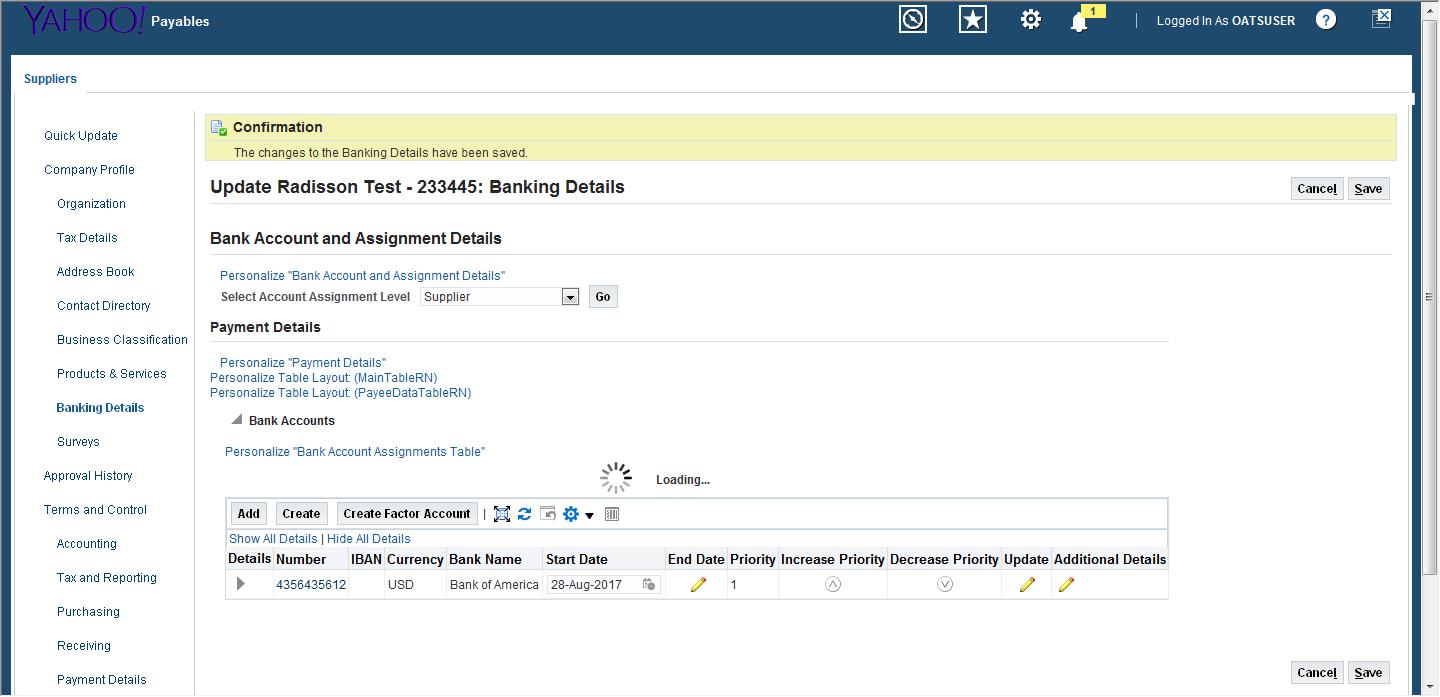 YAHOO! Payables
1
Logged In As OATSUSER
?
Suppliers
Quick Update
Company Profile
Organization
Tax Details
Address Book
Contact Directory
Business Classification
Products & Services
Banking Details
Surveys
Approval History
Terms and Control
Accounting
Tax and Reporting
Purchasing
Receiving
Payment Details
Confirmation
The changes to the Banking Details have been saved.
Update Radisson Test - 233445: Banking Details
Cancel Save
Bank Account and Assignment Details
Personalize "Bank Account and Assignment Details"
Select Account Assignment Level Supplier Go
Payment Details
Personalize "Payment Details"
Personalize Table Layout: (MainTableRN)
Personalize Table Layout: (PayeeDataTableRN)
Bank Accounts
Personalize "Bank Account Assignments Table"
Loading...
Add Create Create Factor Account |
Show All Details | Hide All Details
Details Number IBAN Currency Bank Name Start Date End Date Priority Increase Priority Decrease Priority Update Additional Details
4356435612 USD Bank of America 28-Aug-2017 1
Cancel Save